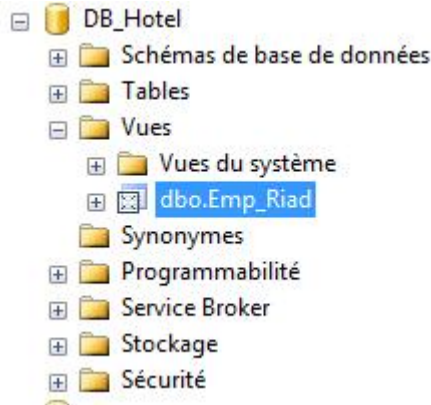 DB_Hotel
Schémas de base de données
Tables
Vues
Vues du système
dbo.Emp_Riad
Synonymes
Programmabilité
Service Broker
Stockage
Sécurité